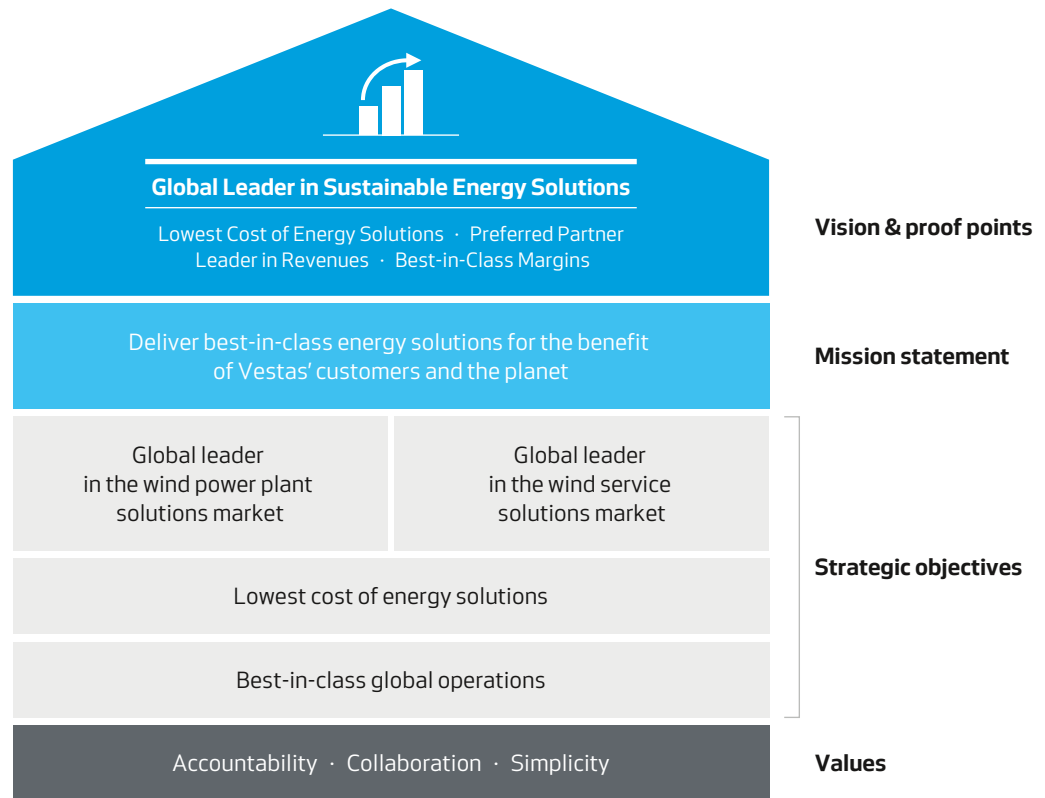 Global Leader in Sustainable Energy Solutions
Lowest Cost of Energy Solutions · Preferred Partner
Leader in Revenues · Best-in-Class Margins
Vision & proof points
Deliver best-in-class energy solutions for the benefit
of Vestas’ customers and the planet
Mission statement
Global leader
in the wind power plant
solutions market
Global leader
in the wind service
solutions market
Lowest cost of energy solutions
Best-in-class global operations
Strategic objectives
Accountability · Collaboration · Simplicity
Values